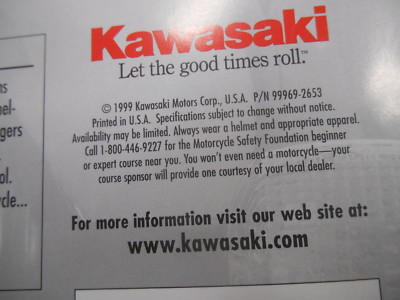 Kawasaki
Let the good times roll.™
© 1999 Kawasaki Motors Corp., U.S.A. P/N 99969-2653
Printed in U.S.A. Specifications subject to change without notice.
Availability may be limited. Always wear a helmet and appropriate apparel.
Call 1-800-446-9227 for the Motorcycle Safety Foundation beginner
or expert course near you. You won't even need a motorcycle—your
course sponsor will provide one courtesy of your local dealer.
For more information visit our web site at:
www.kawasaki.com